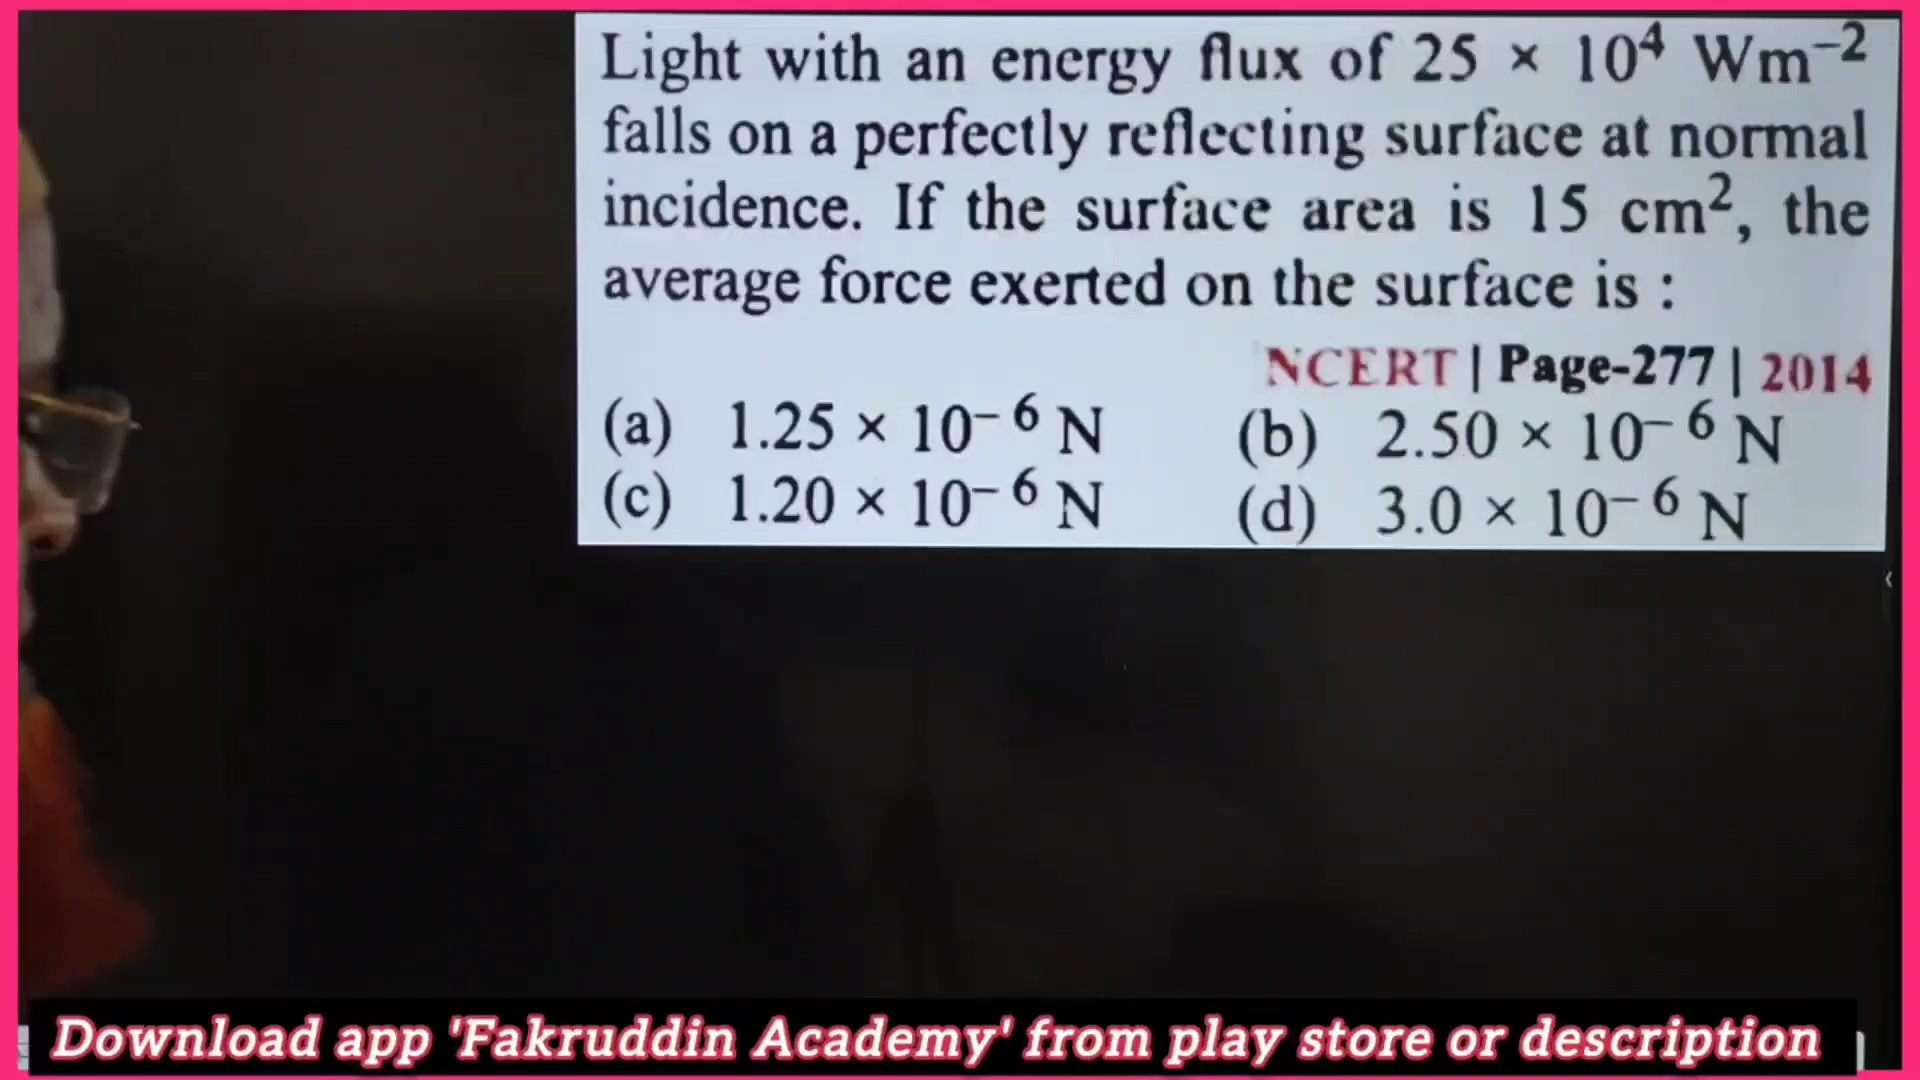 Light with an energy flux of 25 × 10⁴ Wm⁻²
falls on a perfectly reflecting surface at normal
incidence. If the surface area is 15 cm², the
average force exerted on the surface is :
NCERT | Page-277 | 2014
(a) 1.25 × 10⁻⁶ N (b) 2.50 × 10⁻⁶ N
(c) 1.20 × 10⁻⁶ N (d) 3.0 × 10⁻⁶ N
Download app 'Fakruddin Academy' from play store or description